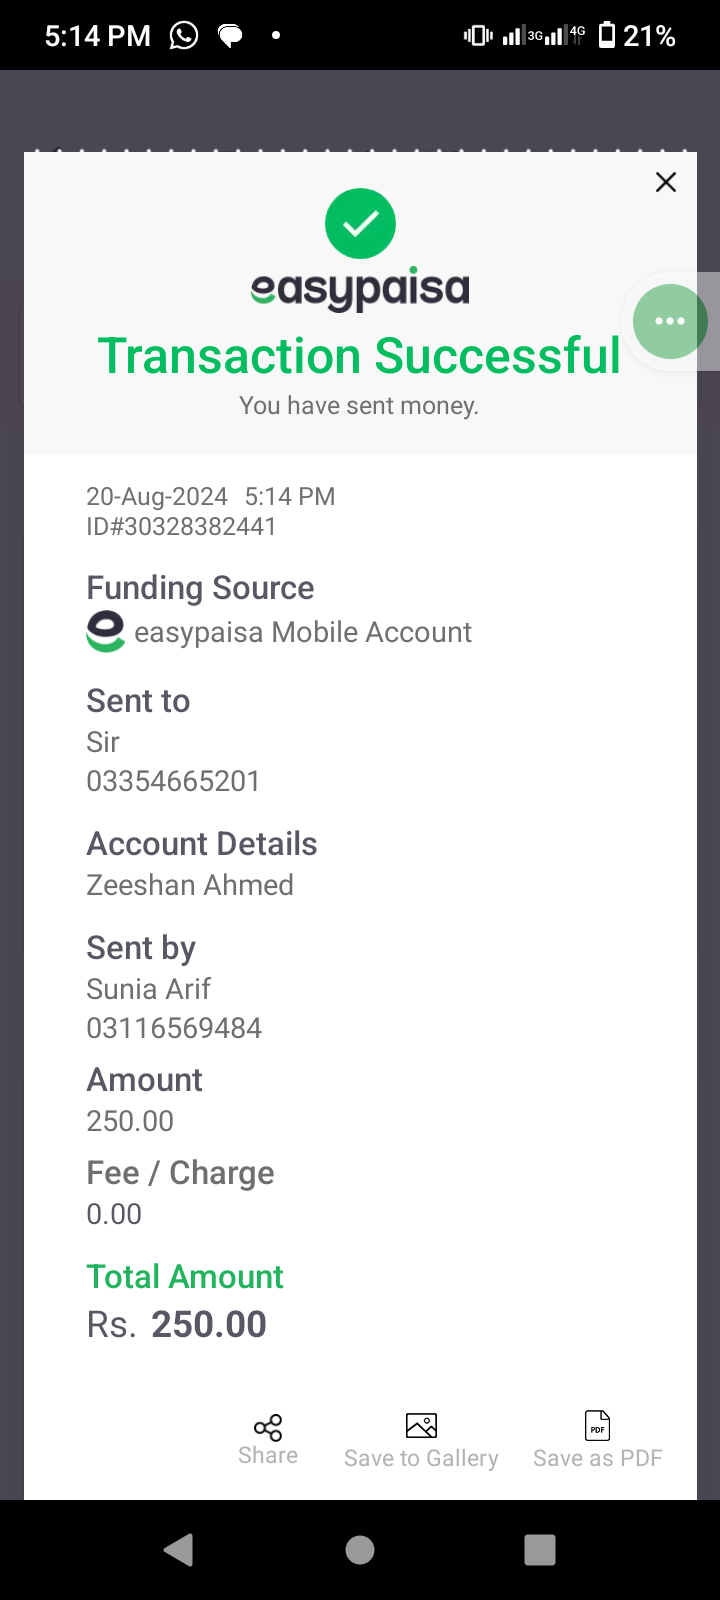 5:14 PM 3G 4G 21%
easypaisa
Transaction Successful
You have sent money.
20-Aug-2024 5:14 PM
ID#30328382441
Funding Source
easypaisa Mobile Account
Sent to
Sir
03354665201
Account Details
Zeeshan Ahmed
Sent by
Sunia Arif
03116569484
Amount
250.00
Fee / Charge
0.00
Total Amount
Rs. 250.00
PDF
Share Save to Gallery Save as PDF